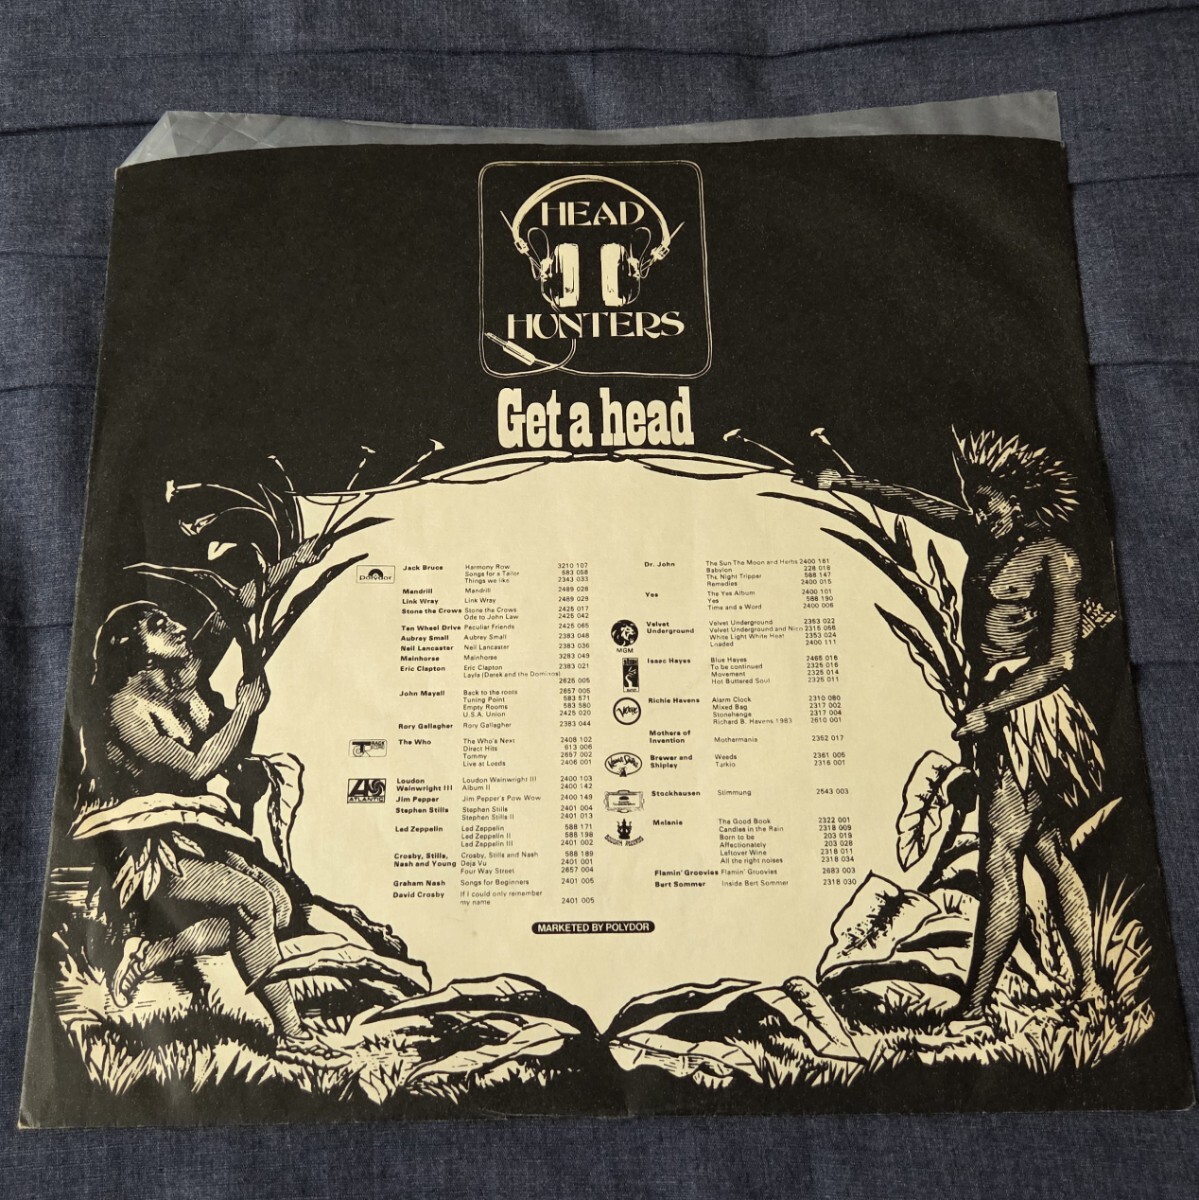 HEAD
HUNTERS
Get a head
Polydor
Jack Bruce Harmony Row 3210 107
Songs for a Tailor 583 058
Things we like 2343 033
Mandrill Mandrill 2489 028
Link Wray Link Wray 2489 029
Stone the Crows Stone the Crows 2425 017
Ode to John Law 2425 042
Ten Wheel Drive Peculiar Friends 2425 065
Aubrey Small Aubrey Small 2383 048
Neil Lancaster Neil Lancaster 2383 036
Mainhorse Mainhorse 3283 049
Eric Clapton Eric Clapton 2383 021
Layla (Derek and the Dominos)
2626 005
John Mayall Back to the roots 2657 005
Tuning Point 583 571
Empty Rooms 583 580
U.S.A. Union 2425 020
Rory Gallagher Rory Gallagher 2383 044
TRACK
The Who The Who's Next 2408 102
Direct Hits 613 006
Tommy 2657 002
Live at Leeds 2406 001
ATLANTIC
Loudon Wainwright III Loudon Wainwright III 2400 103
Album II 2400 142
Jim Pepper Jim Pepper's Pow Wow 2400 149
Stephen Stills Stephen Stills 2401 004
Stephen Stills II 2401 013
Led Zeppelin Led Zeppelin 588 171
Led Zeppelin II 588 198
Led Zeppelin III 2401 002
Crosby, Stills, Nash and Young Crosby, Stills and Nash 588 189
Deja Vu 2401 001
Four Way Street 2657 004
Graham Nash Songs for Beginners 2401 005
David Crosby If I could only remember
my name 2401 005
Dr. John The Sun, The Moon and Herbs 2400 161
Babylon 228 018
The Night Tripper 588 147
Remedies 2400 015
Yes The Yes Album 2400 101
Yes 588 190
Time and a Word 2400 006
MGM
Velvet Underground Velvet Underground 2353 022
Velvet Underground and Nico 2315 056
White Light White Heat 2353 024
Loaded 2400 111
Isaac Hayes Blue Hayes 2465 016
To be continued 2325 016
Movement 2325 014
Hot Buttered Soul 2325 011
Verve
Richie Havens Alarm Clock 2310 080
Mixed Bag 2317 002
Stonehenge 2317 004
Richard B. Havens 1983 2610 001
Mothers of Invention Mothermania 2352 017
Kama Sutra
Brewer and Shipley Weeds 2361 005
Tarkio 2318 001
Stockhausen Stimmung 2543 003
BUDDAH RECORDS
Melanie The Good Book 2322 001
Candles in the Rain 2318 009
Born to be 203 019
Affectionately 203 028
Leftover Wine 2318 011
All the right noises 2318 034
Flamin' Groovies Flamin' Groovies 2683 003
Bert Sommer Inside Bert Sommer 2318 030
MARKETED BY POLYDOR